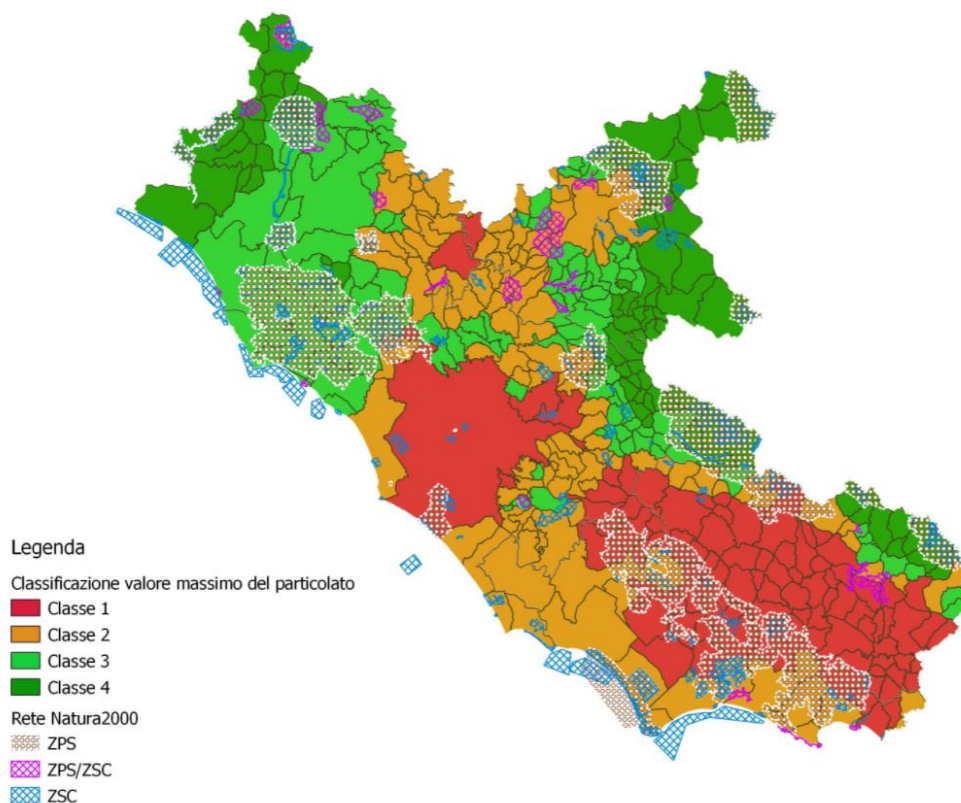 Legenda
Classificazione valore massimo del particolato
Classe 1
Classe 2
Classe 3
Classe 4
Rete Natura2000
ZPS
ZPS/ZSC
ZSC